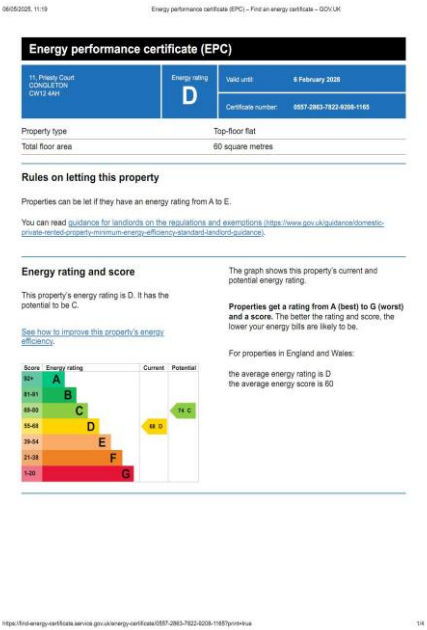 06/05/2025, 11:19
Energy performance certificate (EPC) – Find an energy certificate – GOV.UK
Energy performance certificate (EPC)
11, Priesty Court
CONGLETON
CW12 4AH
Energy rating
D
Valid until:
6 February 2028
Certificate number:
0557-2863-7822-9208-1165
Property type
Top-floor flat
Total floor area
60 square metres
Rules on letting this property
Properties can be let if they have an energy rating from A to E.
You can read guidance for landlords on the regulations and exemptions (https://www.gov.uk/guidance/domestic-
private-rented-property-minimum-energy-efficiency-standard-landlord-guidance).
Energy rating and score
This property's energy rating is D. It has the
potential to be C.
See how to improve this property's energy
efficiency.
Score Energy rating Current Potential
92+ A
81-91 B
69-80 C 74 C
55-68 D 68 D
39-54 E
21-38 F
1-20 G
The graph shows this property's current and
potential energy rating.
Properties get a rating from A (best) to G (worst)
and a score. The better the rating and score, the
lower your energy bills are likely to be.
For properties in England and Wales:
the average energy rating is D
the average energy score is 60
https://find-energy-certificate.service.gov.uk/energy-certificate/0557-2863-7822-9208-1165?print=true
1/4